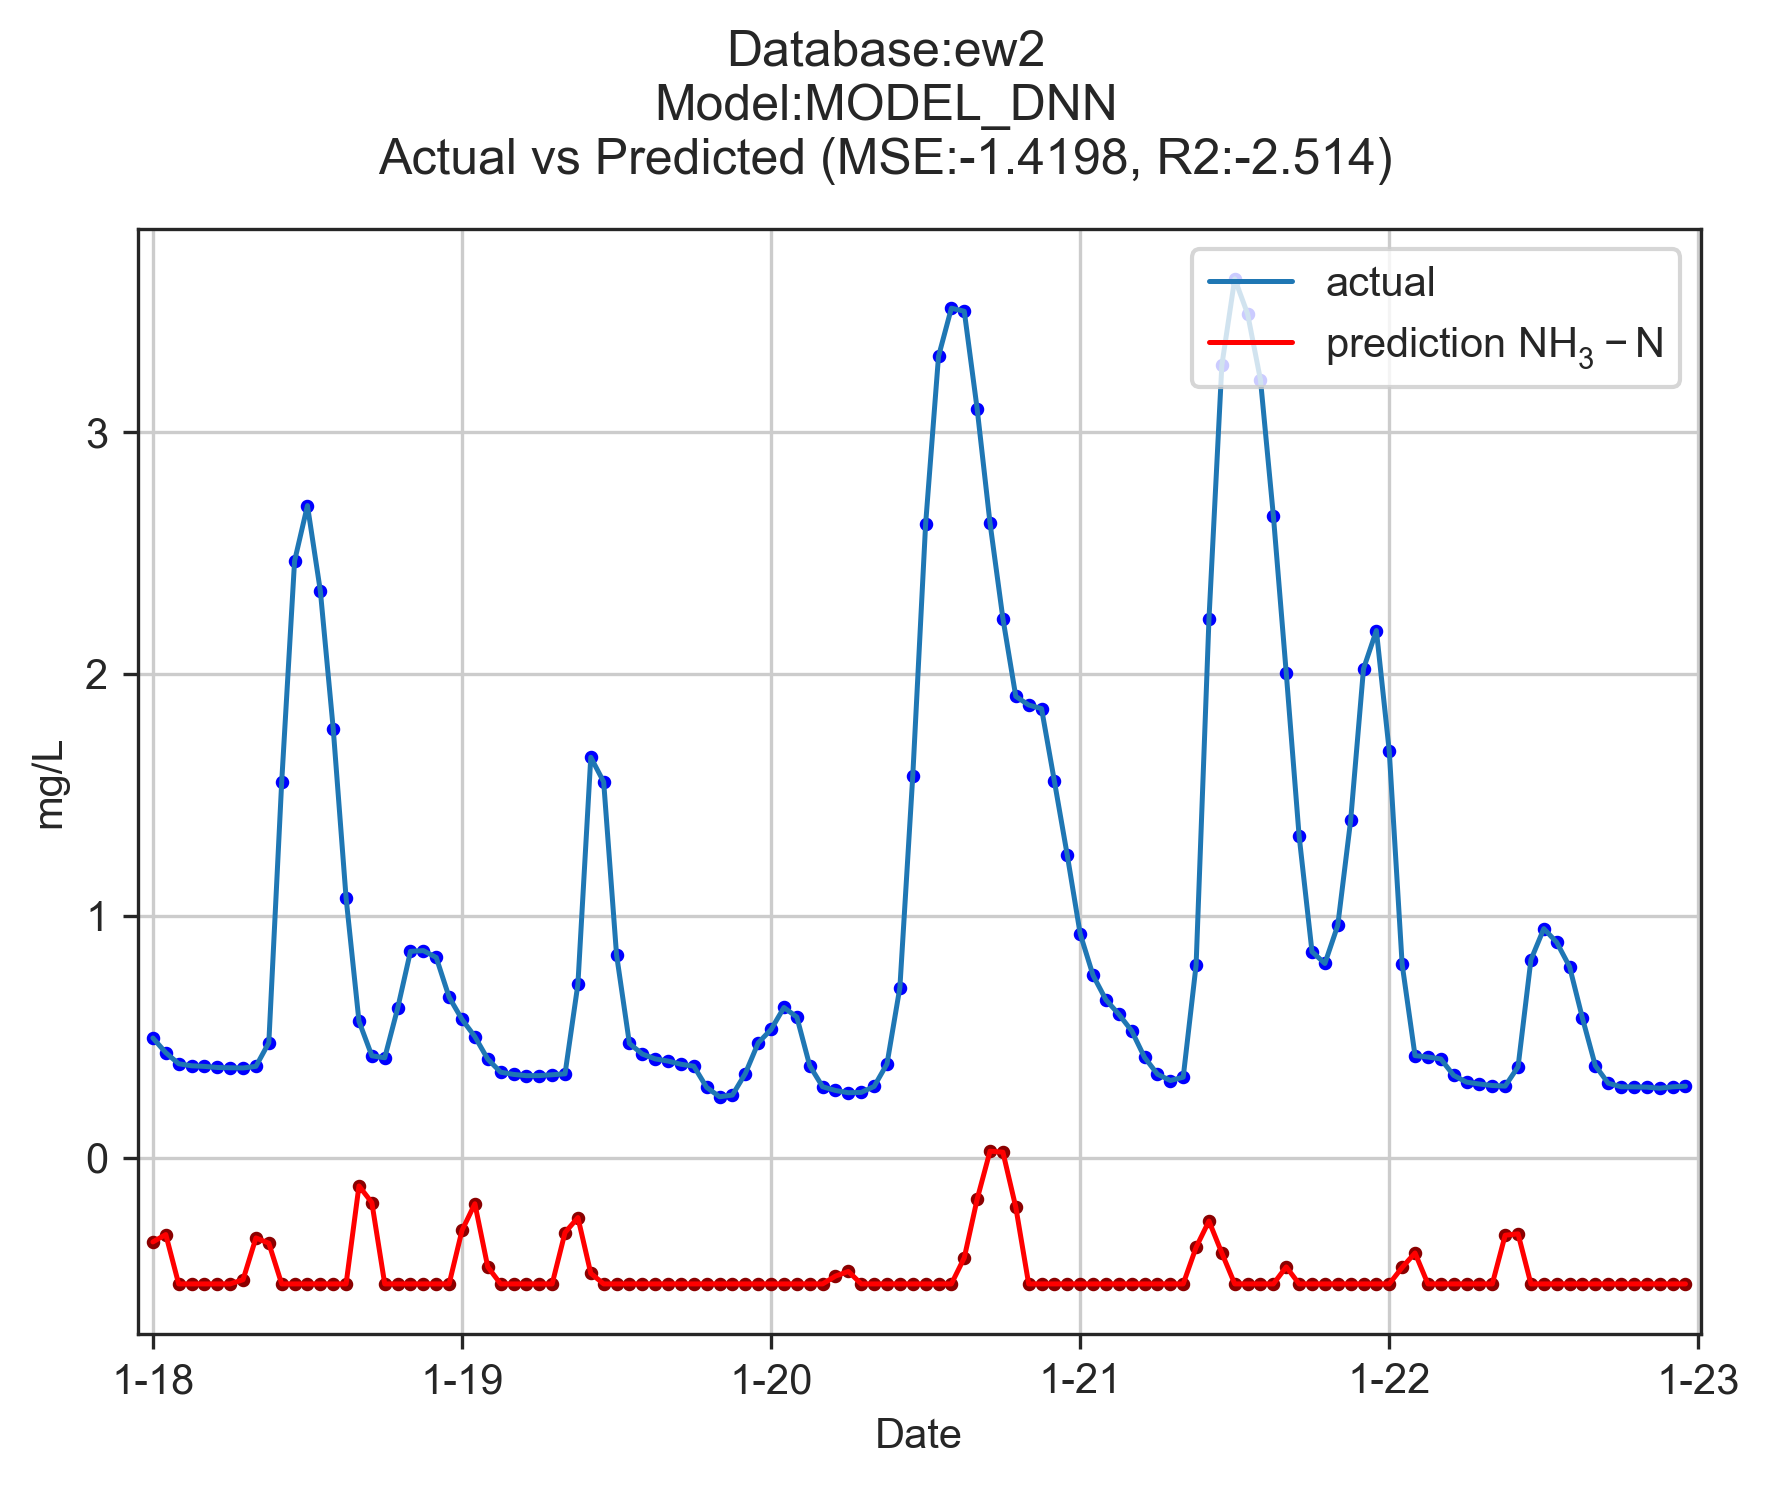 Database:ew2
Model:MODEL_DNN
Actual vs Predicted (MSE:-1.4198, R2:-2.514)
actual
prediction NH₃ − N
3
2
1
0
mg/L
1-18 1-19 1-20 1-21 1-22 1-23
Date